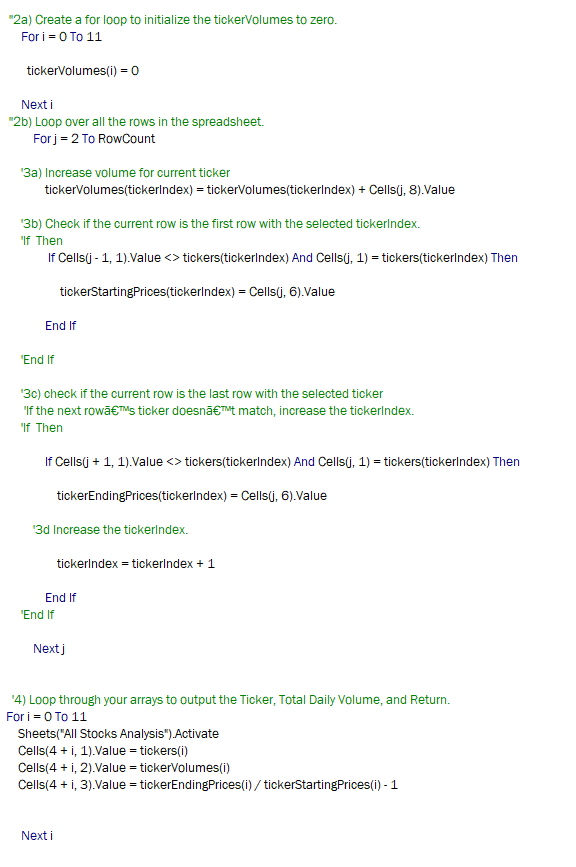 "2a) Create a for loop to initialize the tickerVolumes to zero.
For i = 0 To 11
tickerVolumes(i) = 0
Next i
"2b) Loop over all the rows in the spreadsheet.
For j = 2 To RowCount
'3a) Increase volume for current ticker
tickerVolumes(tickerIndex) = tickerVolumes(tickerIndex) + Cells(j, 8).Value
'3b) Check if the current row is the first row with the selected tickerIndex.
'If  Then
If Cells(j - 1, 1).Value <> tickers(tickerIndex) And Cells(j, 1) = tickers(tickerIndex) Then
tickerStartingPrices(tickerIndex) = Cells(j, 6).Value
End If
'End If
'3c) check if the current row is the last row with the selected ticker
'If the next rowâ€™s ticker doesnâ€™t match, increase the tickerIndex.
'If  Then
If Cells(j + 1, 1).Value <> tickers(tickerIndex) And Cells(j, 1) = tickers(tickerIndex) Then
tickerEndingPrices(tickerIndex) = Cells(j, 6).Value
'3d Increase the tickerIndex.
tickerIndex = tickerIndex + 1
End If
'End If
Next j
'4) Loop through your arrays to output the Ticker, Total Daily Volume, and Return.
For i = 0 To 11
Sheets("All Stocks Analysis").Activate
Cells(4 + i, 1).Value = tickers(i)
Cells(4 + i, 2).Value = tickerVolumes(i)
Cells(4 + i, 3).Value = tickerEndingPrices(i) / tickerStartingPrices(i) - 1
Next i